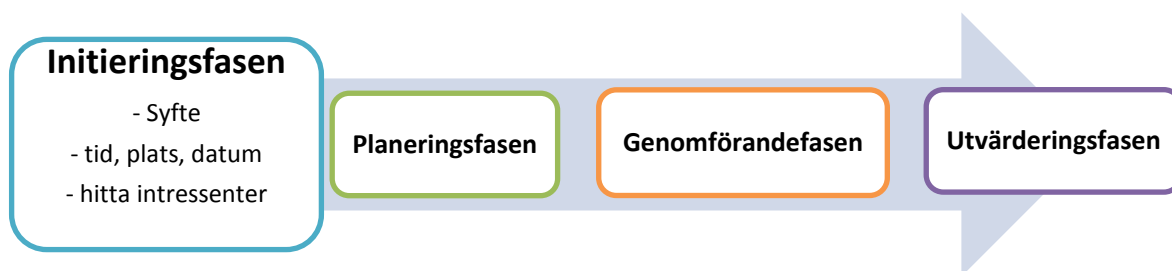 Initieringsfasen
- Syfte
- tid, plats, datum
- hitta intressenter
Planeringsfasen
Genomförandefasen
Utvärderingsfasen